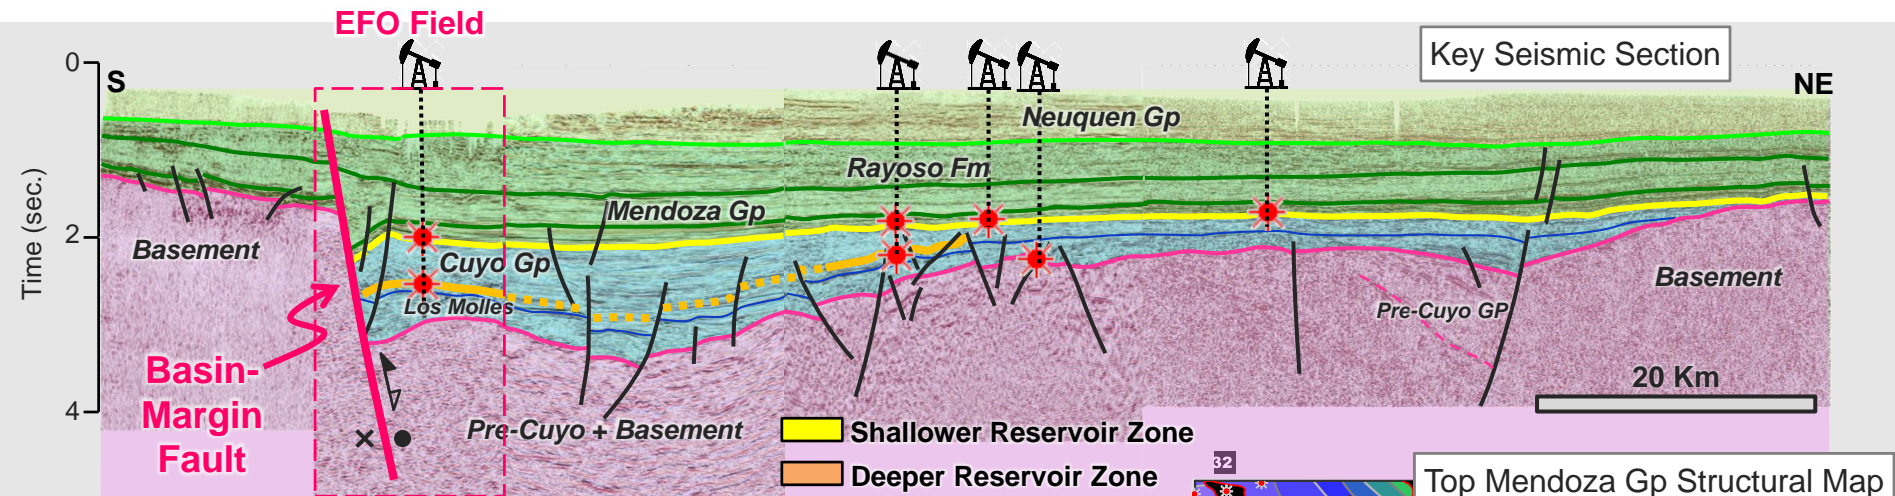 EFO Field
Key Seismic Section
0
S
NE
Neuquen Gp
Rayoso Fm
Mendoza Gp
Time (sec.)
2
Basement
Cuyo Gp
Los Molles
Basement
Pre-Cuyo GP
Basin-
Margin
Fault
20 Km
4
Pre-Cuyo + Basement
Shallower Reservoir Zone
Deeper Reservoir Zone
32
Top Mendoza Gp Structural Map